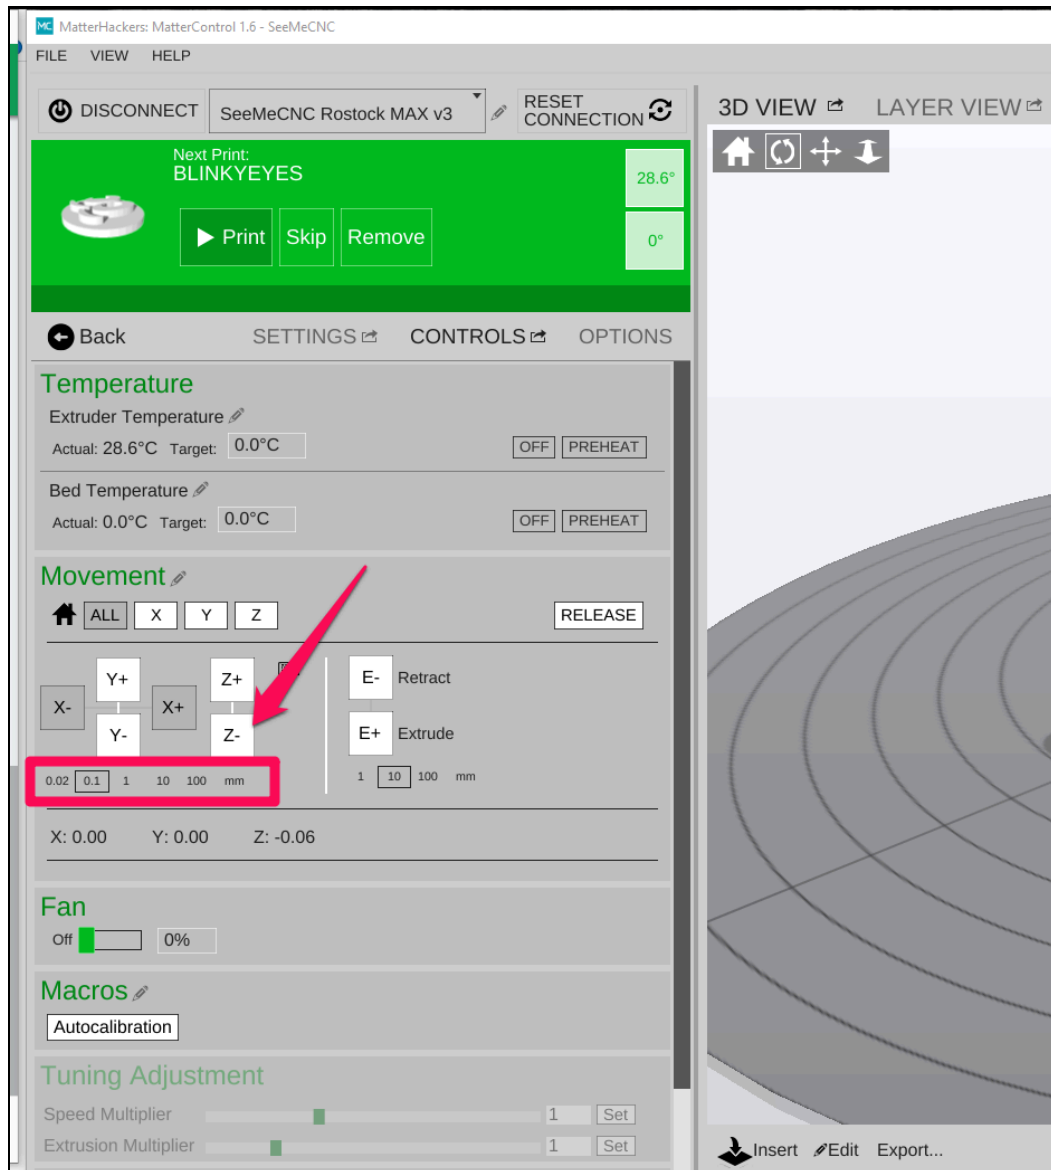 MC MatterHackers: MatterControl 1.6 - SeeMeCNC
FILE VIEW HELP
DISCONNECT
SeeMeCNC Rostock MAX v3
RESET
CONNECTION
Next Print:
BLINKYEYES
28.6°
Print Skip Remove
0°
Back SETTINGS CONTROLS OPTIONS
Temperature
Extruder Temperature
Actual: 28.6°C Target: 0.0°C OFF PREHEAT
Bed Temperature
Actual: 0.0°C Target: 0.0°C OFF PREHEAT
Movement
ALL X Y Z RELEASE
Y+ Z+ E- Retract
X- X+
Y- Z- E+ Extrude
0.02 0.1 1 10 100 mm 1 10 100 mm
X: 0.00 Y: 0.00 Z: -0.06
Fan
Off 0%
Macros
Autocalibration
Tuning Adjustment
Speed Multiplier 1 Set
Extrusion Multiplier 1 Set
3D VIEW LAYER VIEW
Insert Edit Export...